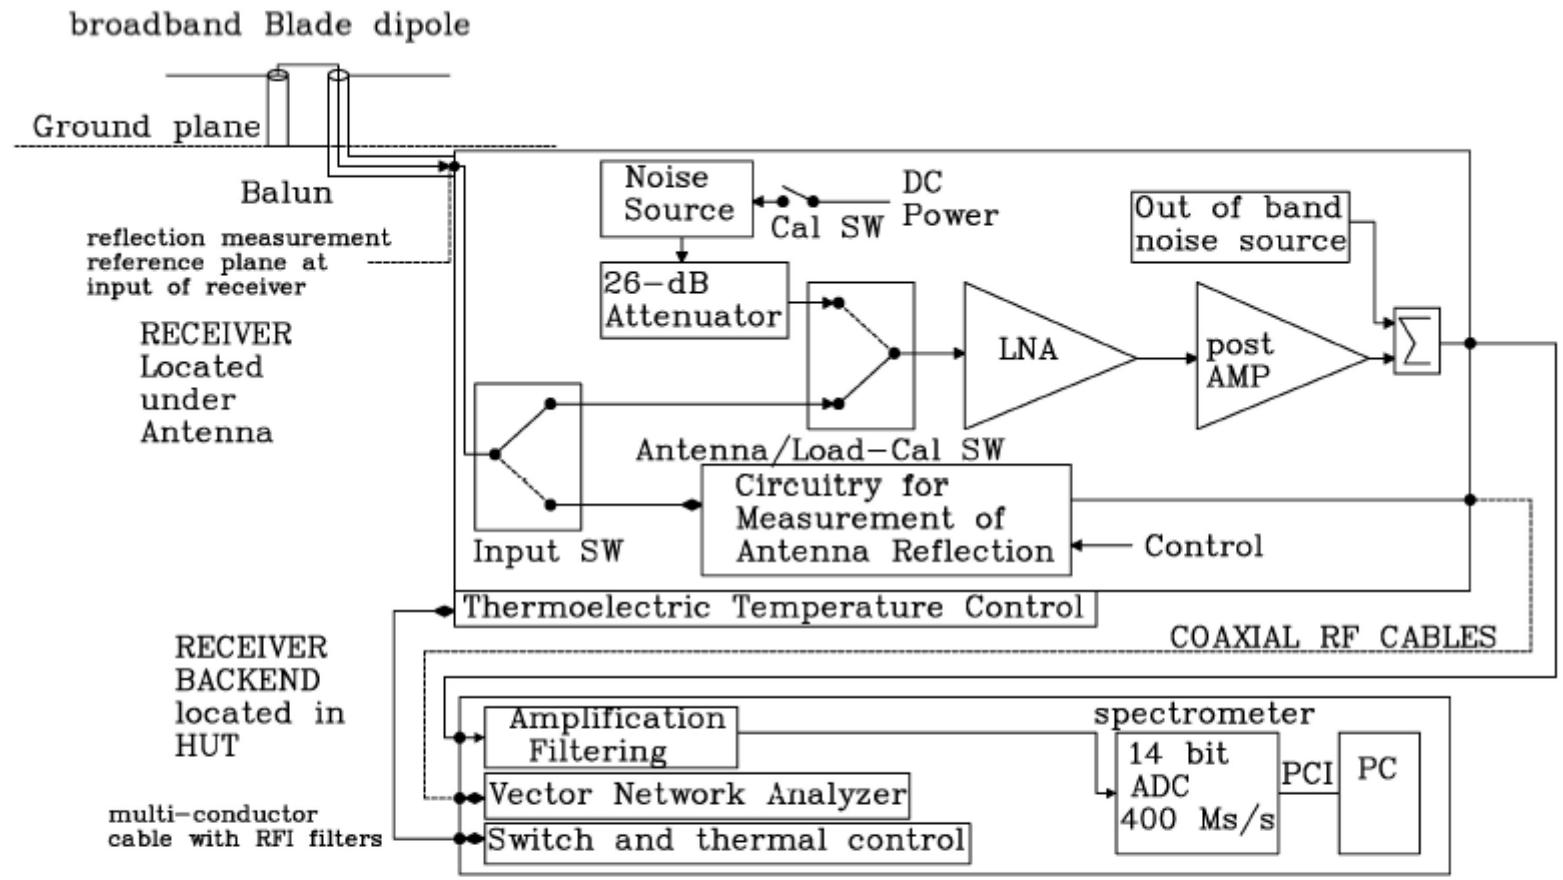 broadband Blade dipole
Ground plane
Balun
reflection measurement
reference plane at
input of receiver
RECEIVER
Located
under
Antenna
Noise
Source
Cal SW
DC
Power
26-dB
Attenuator
Out of band
noise source
LNA
post
AMP
Σ
Antenna/Load-Cal SW
Input SW
Circuitry for
Measurement of
Antenna Reflection
Control
Thermoelectric Temperature Control
COAXIAL RF CABLES
RECEIVER
BACKEND
located in
HUT
multi-conductor
cable with RFI filters
Amplification
Filtering
Vector Network Analyzer
Switch and thermal control
spectrometer
14 bit
ADC
400 Ms/s
PCI
PC